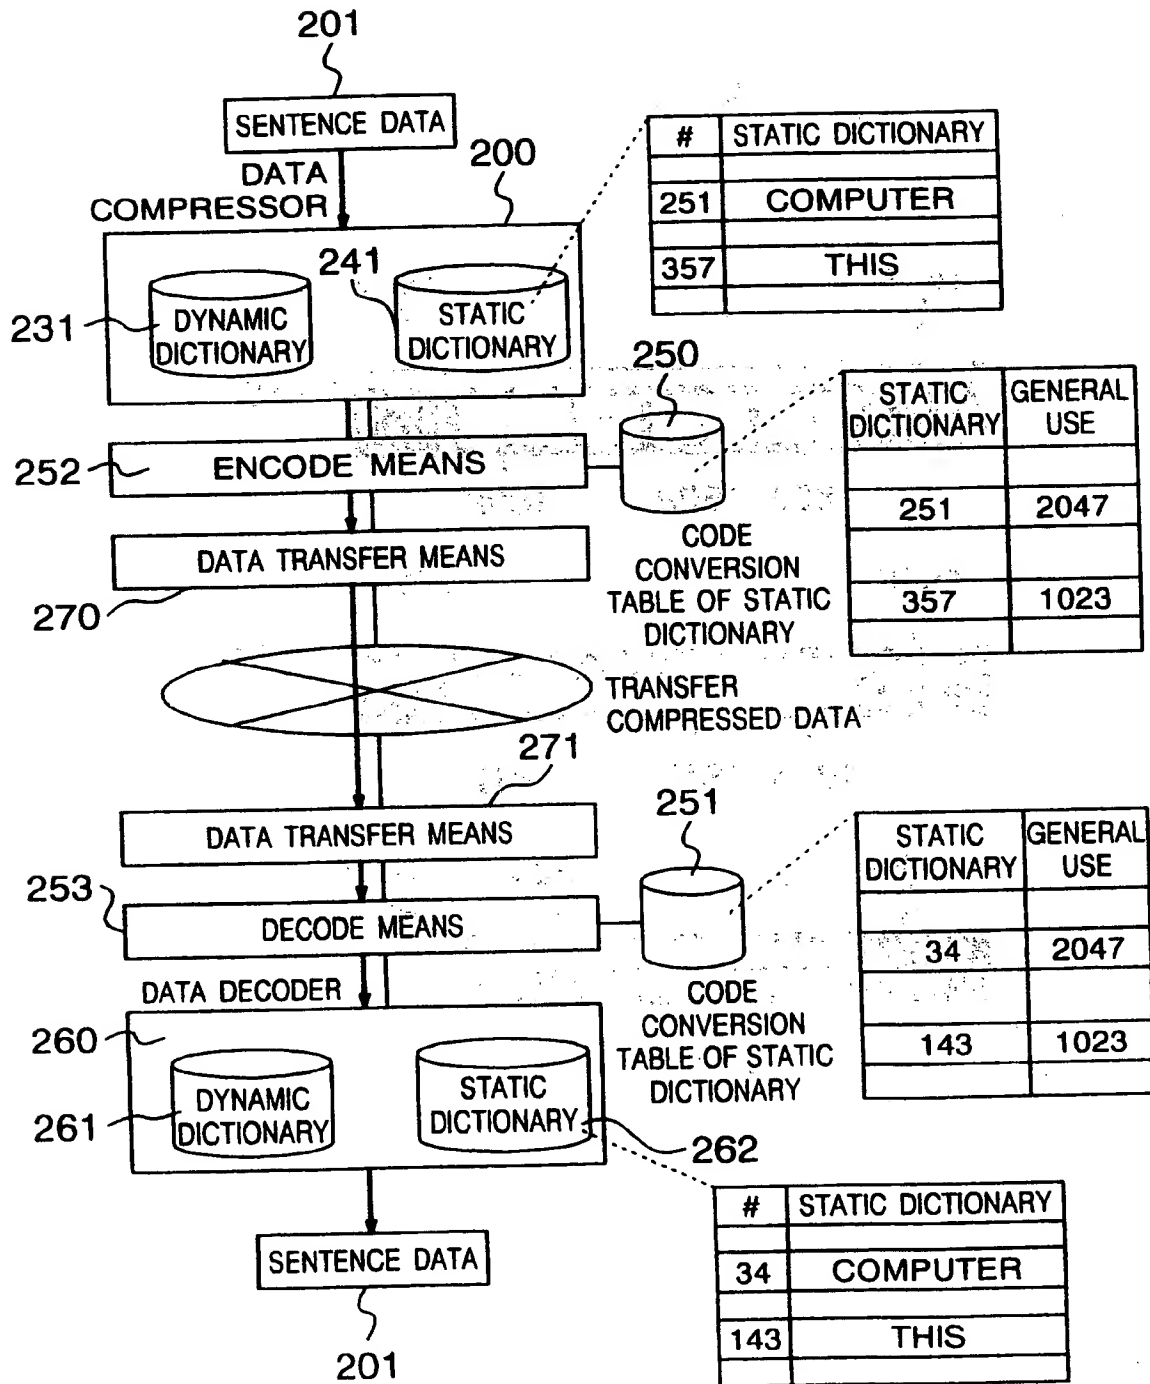 201
SENTENCE DATA
DATA
COMPRESSOR
200
# STATIC DICTIONARY
251 COMPUTER
357 THIS
241
231
DYNAMIC
DICTIONARY
STATIC
DICTIONARY
250
STATIC
DICTIONARY
GENERAL
USE
251 2047
357 1023
252
ENCODE MEANS
CODE
CONVERSION
TABLE OF STATIC
DICTIONARY
DATA TRANSFER MEANS
270
TRANSFER
COMPRESSED DATA
271
DATA TRANSFER MEANS
251
STATIC
DICTIONARY
GENERAL
USE
34 2047
143 1023
253
DECODE MEANS
CODE
CONVERSION
TABLE OF STATIC
DICTIONARY
DATA DECODER
260
261
DYNAMIC
DICTIONARY
STATIC
DICTIONARY
262
# STATIC DICTIONARY
34 COMPUTER
143 THIS
SENTENCE DATA
201